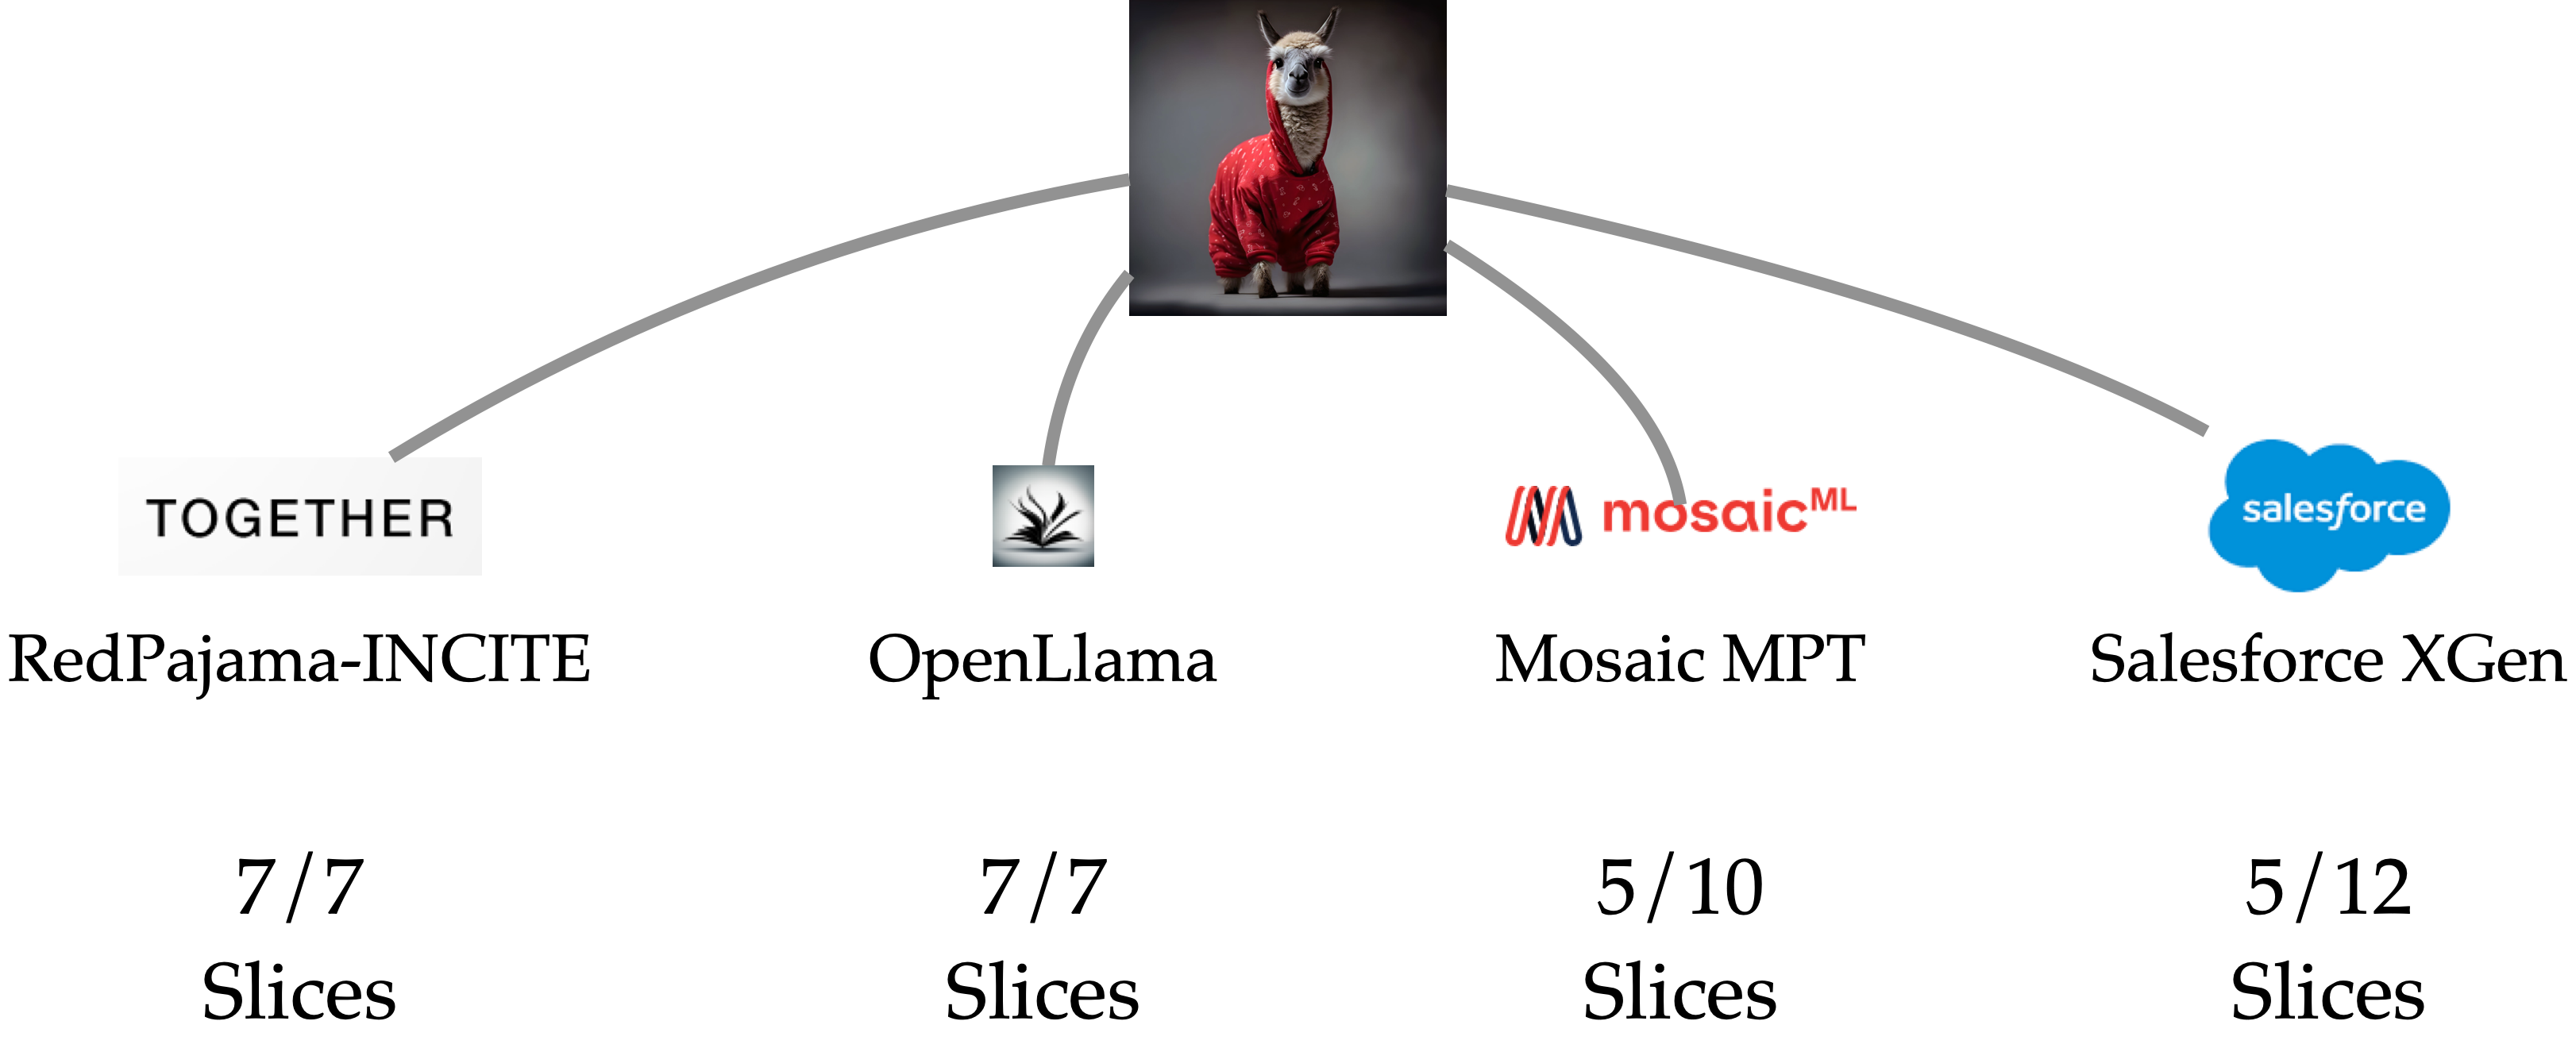 TOGETHER
mosaicML
salesforce
RedPajama-INCITE
OpenLlama
Mosaic MPT
Salesforce XGen
7/7
7/7
5/10
5/12
Slices
Slices
Slices
Slices